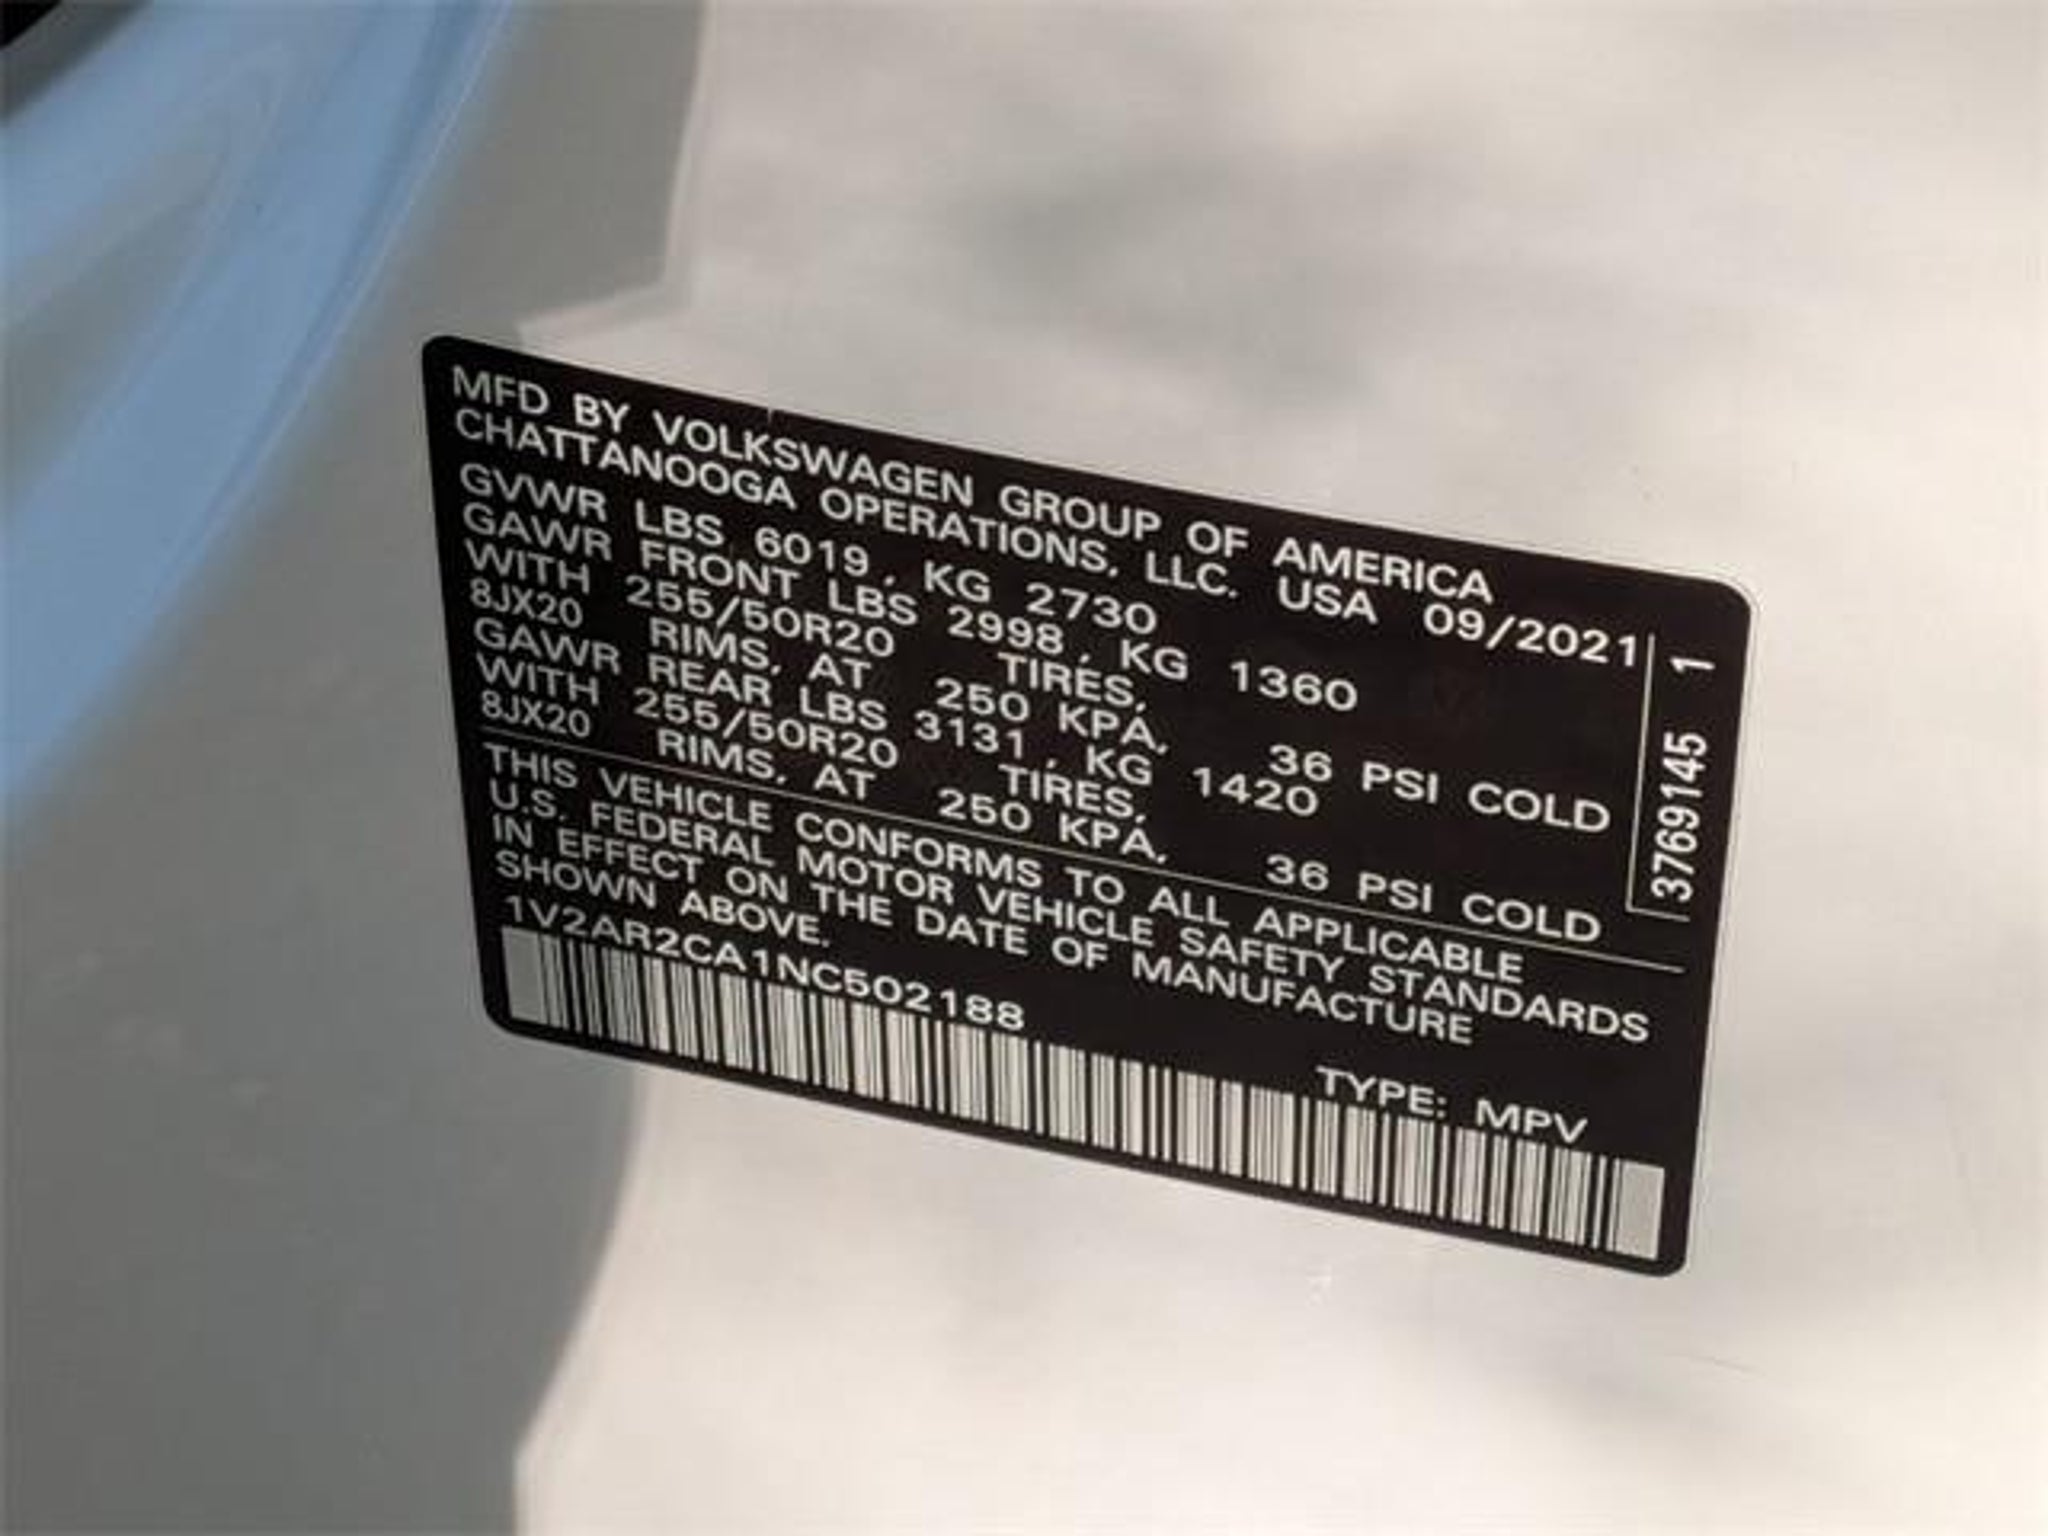 MFD BY VOLKSWAGEN GROUP OF AMERICA
CHATTANOOGA OPERATIONS, LLC. USA 09/2021
GVWR LBS 6019, KG 2730
GAWR FRONT LBS 2998, KG 1360
WITH 255/50R20 TIRES,
8JX20 RIMS, AT 250 KPA, 36 PSI COLD
GAWR REAR LBS 3131, KG 1420
WITH 255/50R20 TIRES,
8JX20 RIMS, AT 250 KPA, 36 PSI COLD
THIS VEHICLE CONFORMS TO ALL APPLICABLE
U.S. FEDERAL MOTOR VEHICLE SAFETY STANDARDS
IN EFFECT ON THE DATE OF MANUFACTURE
SHOWN ABOVE.
1V2AR2CA1NC502188 TYPE: MPV
3769145 1